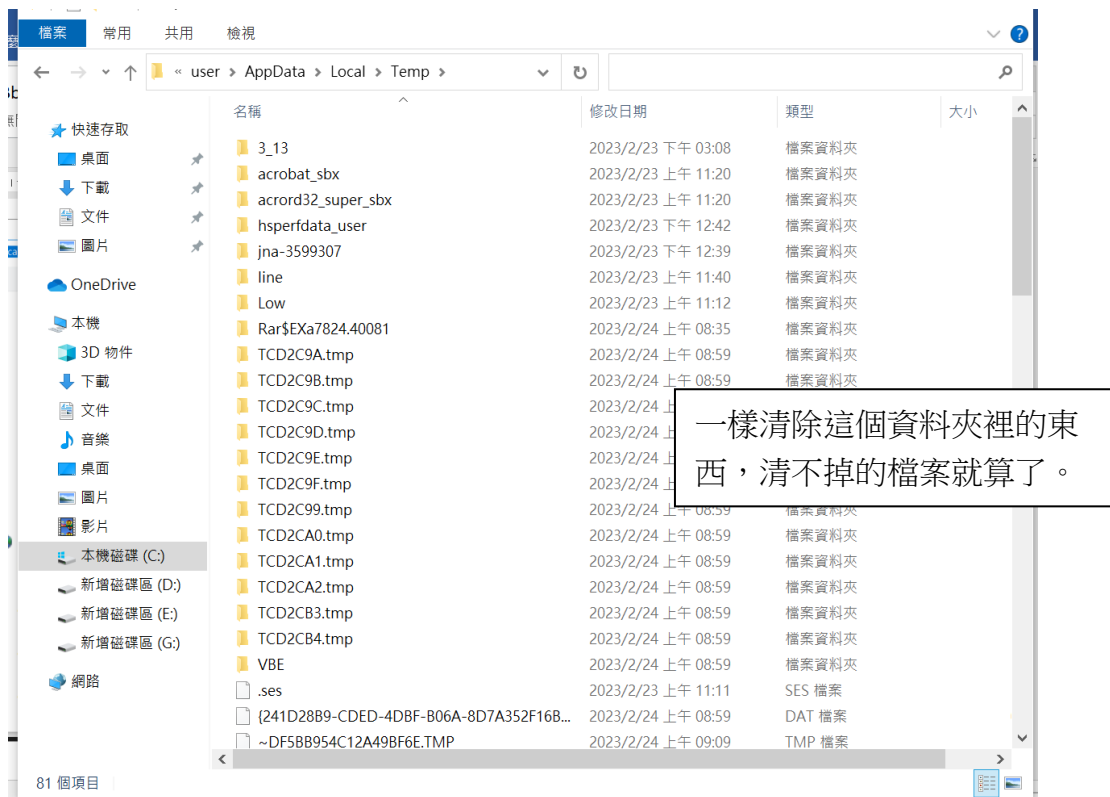 檔案 常用 共用 檢視
« user › AppData › Local › Temp ›
名稱 修改日期 類型 大小
快速存取
桌面
下載
文件
圖片
OneDrive
本機
3D 物件
下載
文件
音樂
桌面
圖片
影片
本機磁碟 (C:)
新增磁碟區 (D:)
新增磁碟區 (E:)
新增磁碟區 (G:)
網路
3_13 2023/2/23 下午 03:08 檔案資料夾
acrobat_sbx 2023/2/23 上午 11:20 檔案資料夾
acrord32_super_sbx 2023/2/23 上午 11:20 檔案資料夾
hsperfdata_user 2023/2/23 下午 12:42 檔案資料夾
jna-3599307 2023/2/23 下午 12:39 檔案資料夾
line 2023/2/23 上午 11:40 檔案資料夾
Low 2023/2/23 上午 11:12 檔案資料夾
Rar$EXa7824.40081 2023/2/24 上午 08:35 檔案資料夾
TCD2C9A.tmp 2023/2/24 上午 08:59 檔案資料夾
TCD2C9B.tmp 2023/2/24 上午 08:59 檔案資料夾
TCD2C9C.tmp 2023/2/24
TCD2C9D.tmp 2023/2/24
TCD2C9E.tmp 2023/2/24
TCD2C9F.tmp 2023/2/24
TCD2C99.tmp 2023/2/24 上午 08:59 檔案資料夾
TCD2CA0.tmp 2023/2/24 上午 08:59 檔案資料夾
TCD2CA1.tmp 2023/2/24 上午 08:59 檔案資料夾
TCD2CA2.tmp 2023/2/24 上午 08:59 檔案資料夾
TCD2CB3.tmp 2023/2/24 上午 08:59 檔案資料夾
TCD2CB4.tmp 2023/2/24 上午 08:59 檔案資料夾
VBE 2023/2/24 上午 08:59 檔案資料夾
.ses 2023/2/23 上午 11:11 SES 檔案
{241D28B9-CDED-4DBF-B06A-8D7A352F16B... 2023/2/24 上午 08:59 DAT 檔案
~DF5BB954C12A49BF6E.TMP 2023/2/24 上午 09:09 TMP 檔案
一樣清除這個資料夾裡的東
西，清不掉的檔案就算了。
81 個項目